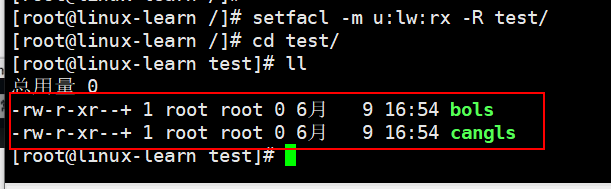 [root@linux-learn /]# setfacl -m u:lw:rx -R test/
[root@linux-learn /]# cd test/
[root@linux-learn test]# ll
总用量 0
-rw-r-xr--+ 1 root root 0 6月   9 16:54 bols
-rw-r-xr--+ 1 root root 0 6月   9 16:54 cangls
[root@linux-learn test]#